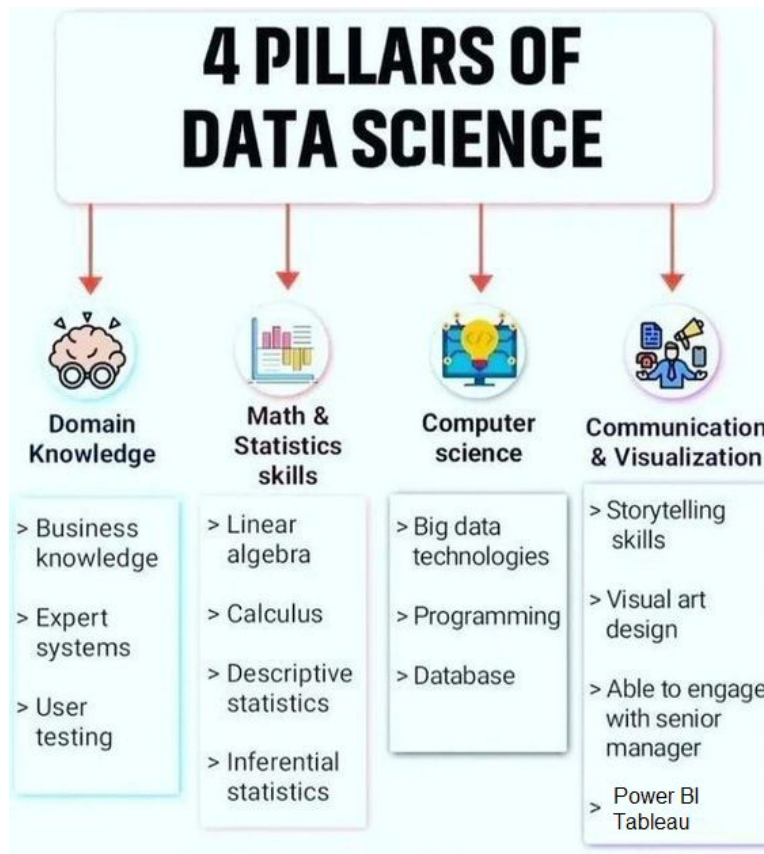 4 PILLARS OF
DATA SCIENCE
Domain
Knowledge
> Business
knowledge
> Expert
systems
> User
testing
Math &
Statistics
skills
> Linear
algebra
> Calculus
> Descriptive
statistics
> Inferential
statistics
Computer
science
> Big data
technologies
> Programming
> Database
Communication
& Visualization
> Storytelling
skills
> Visual art
design
> Able to engage
with senior
manager
> Power BI
Tableau